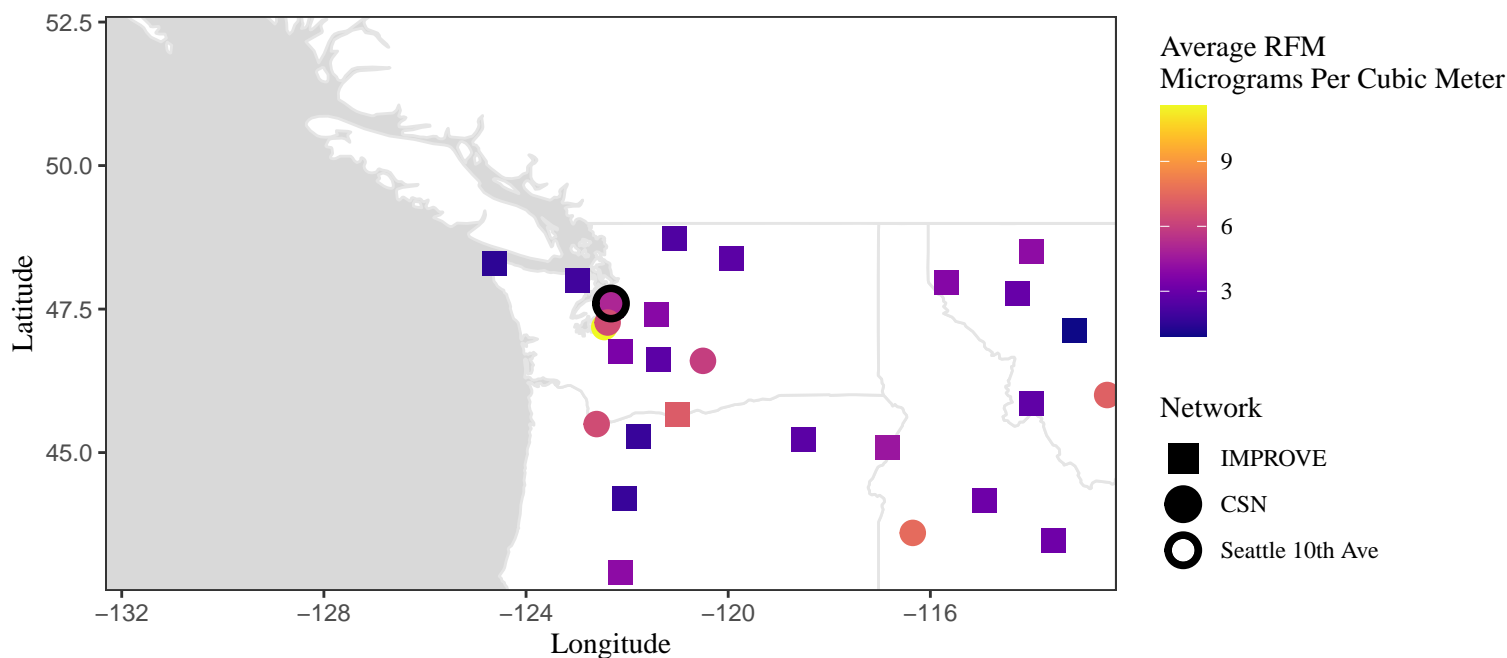 52.5
50.0
47.5
45.0
Latitude
−132
−128
−124
−120
−116
Longitude
Average RFM
Micrograms Per Cubic Meter
9
6
3
Network
IMPROVE
CSN
Seattle 10th Ave